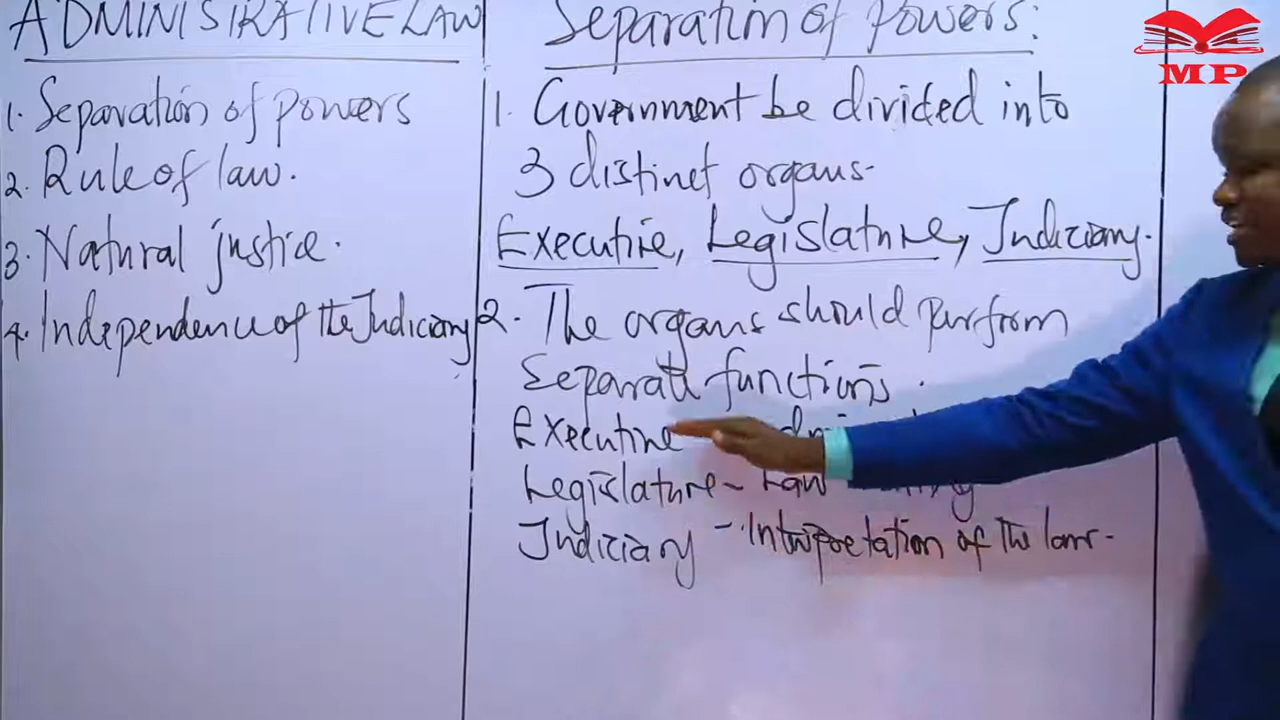 ADMINISTRATIVE LAW
1. Separation of powers
2. Rule of law.
3. Natural justice.
4. Independence of the Judiciary
Separation of Powers:
1. Government be divided into
3 distinct organs.
Executive, Legislature, Judiciary.
2. The organs should perform
Separate functions.
Executive
Legislature - Law
Judiciary - Interpretation of the law.
MP